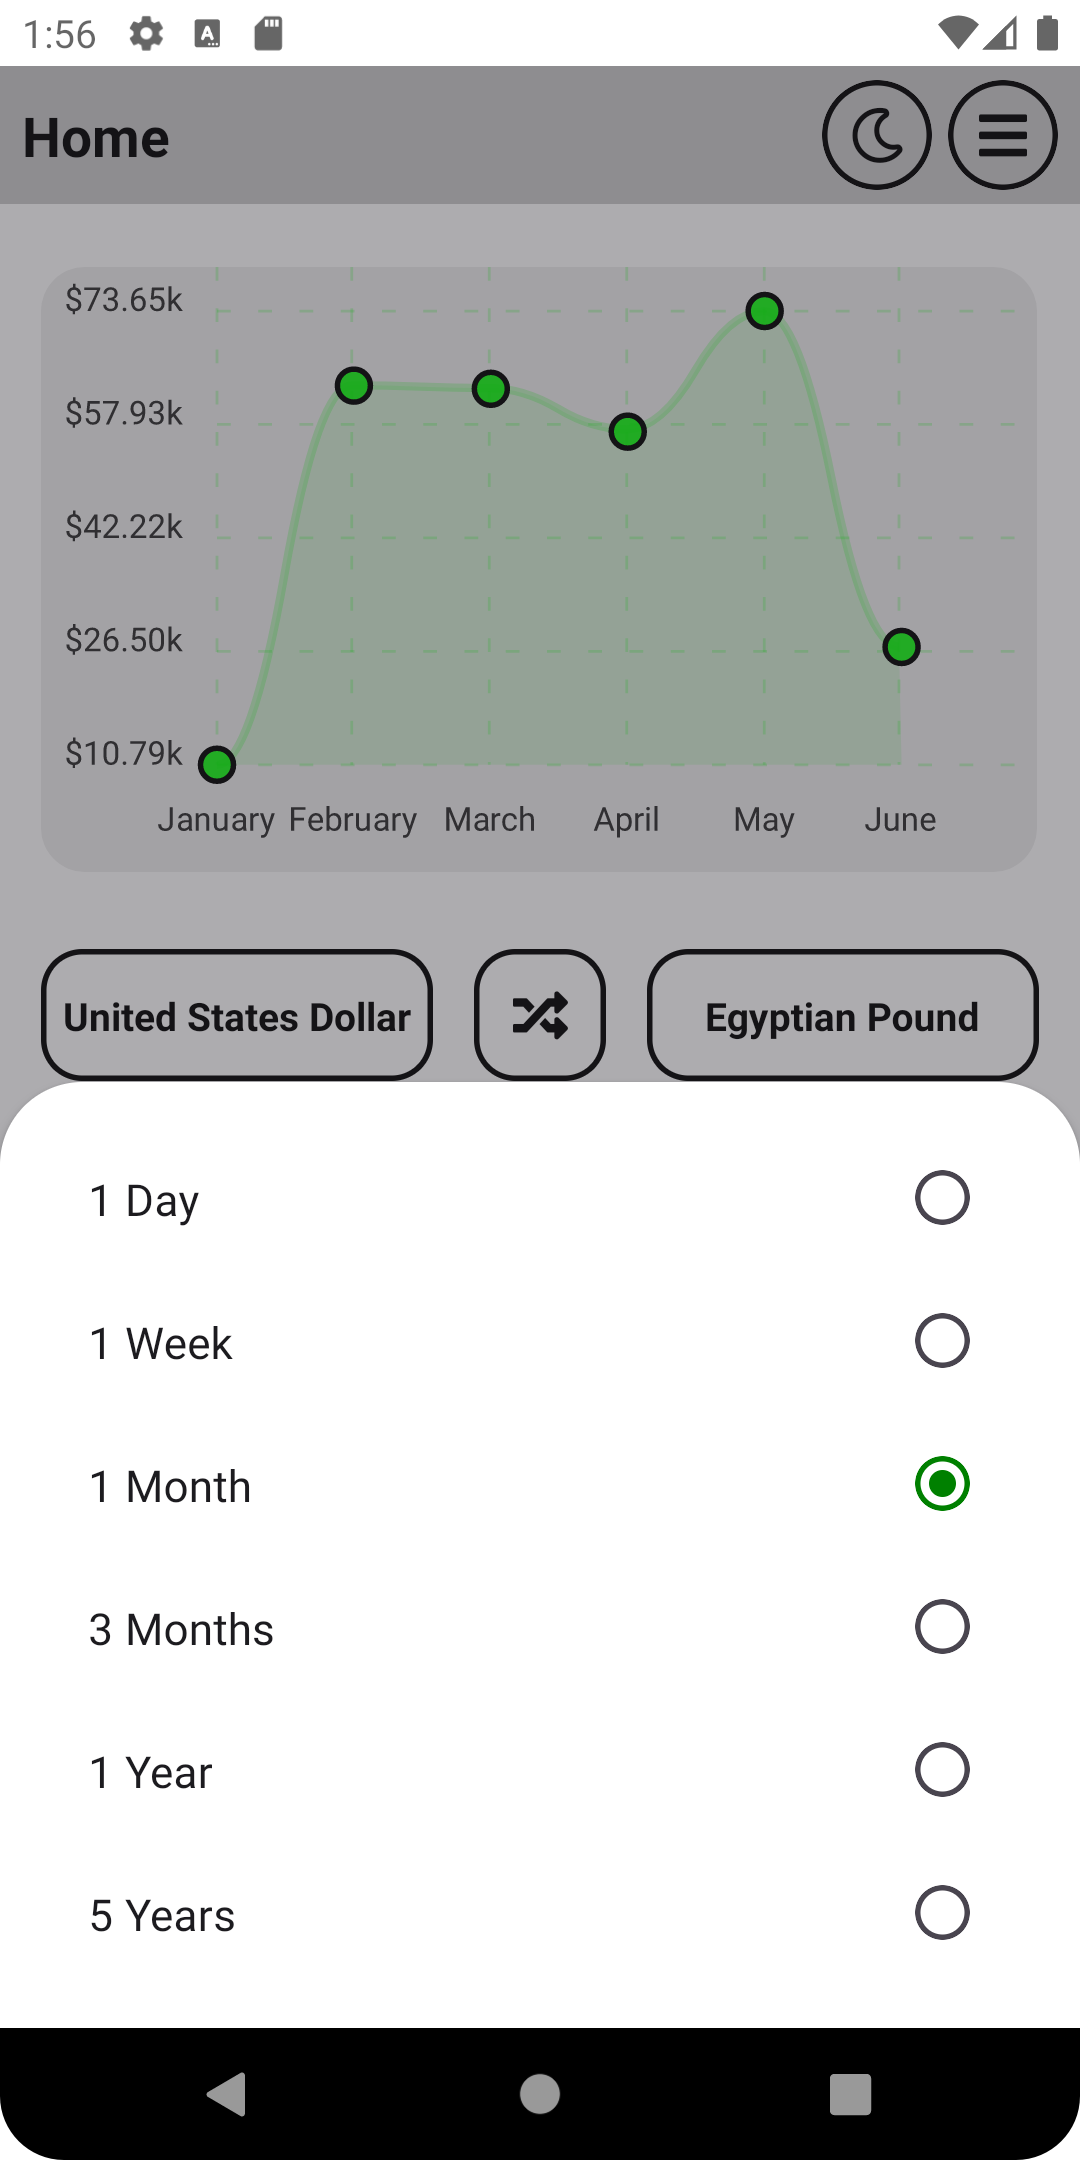 1:56
Home
$73.65k
$57.93k
$42.22k
$26.50k
$10.79k
January February March April May June
United States Dollar
Egyptian Pound
1 Day
1 Week
1 Month
3 Months
1 Year
5 Years